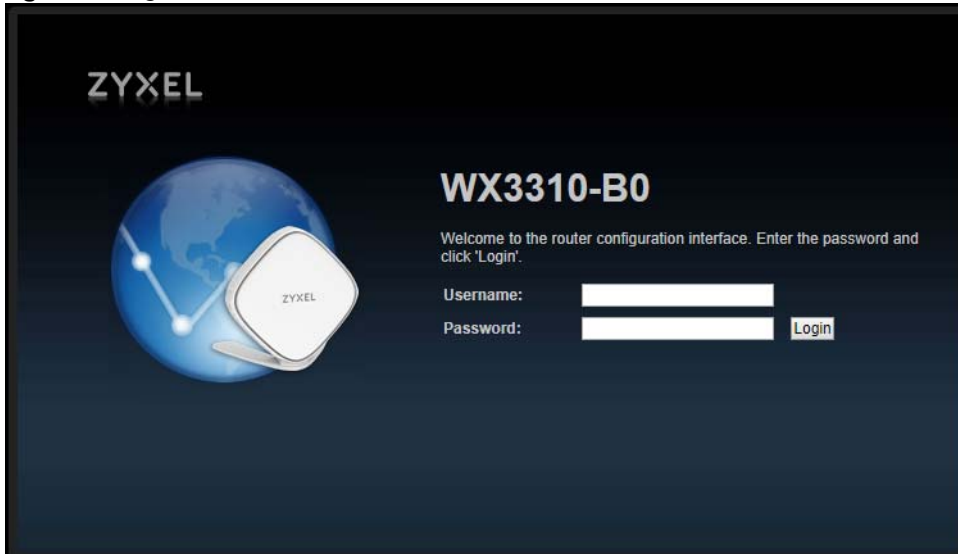 ZYXEL
WX3310-B0
Welcome to the router configuration interface. Enter the password and
click 'Login'.
ZYXEL
Username:
Password:
Login